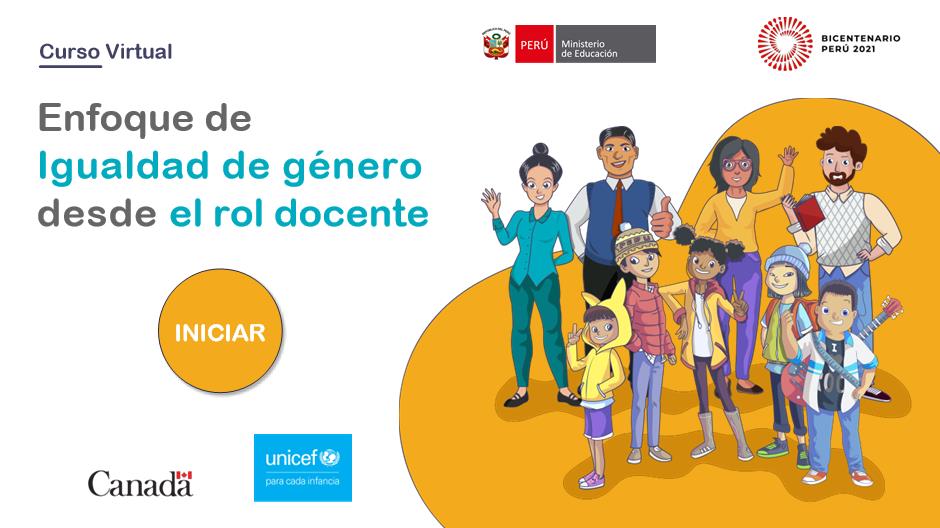 Curso Virtual
PERÚ
Ministerio
de Educación
BICENTENARIO
PERÚ 2021
Enfoque de
Igualdad de género
desde el rol docente
INICIAR
I
Canada
unicef
para cada infancia